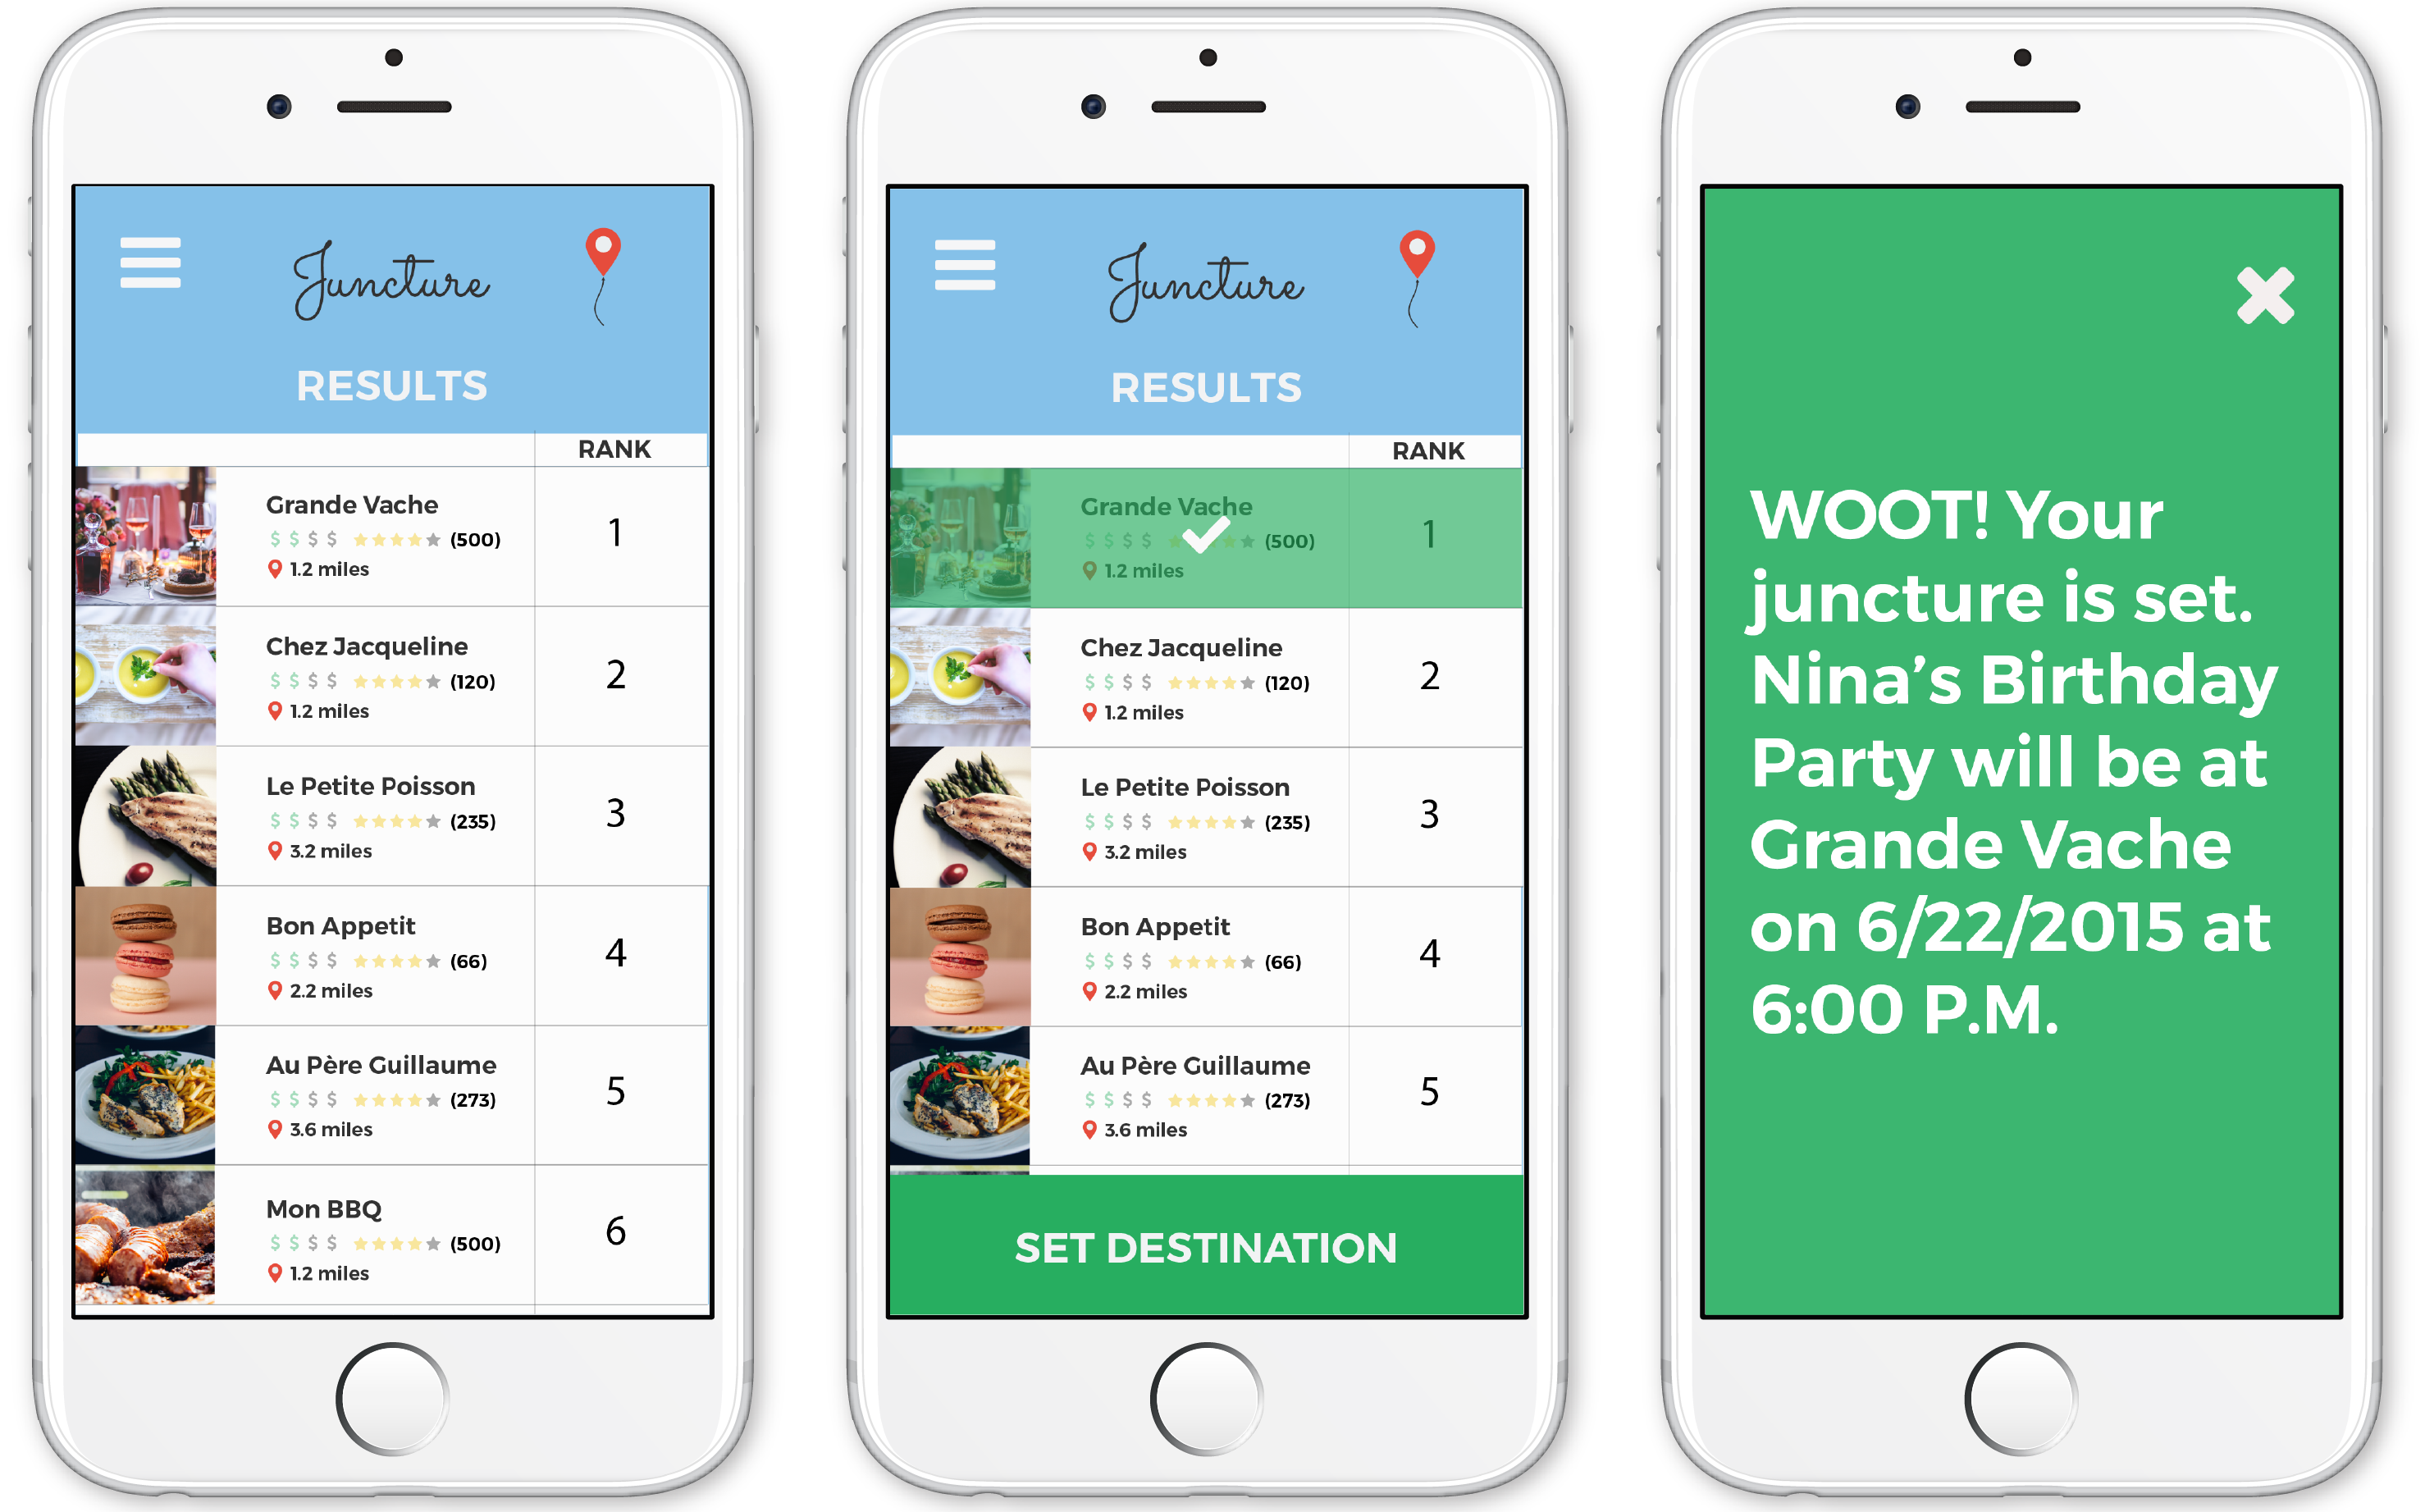 Juncture
RESULTS
RANK
Grande Vache
$ $ $ $ (500)
1.2 miles
1
Chez Jacqueline
$ $ $ $ (120)
1.2 miles
2
Le Petite Poisson
$ $ $ $ (235)
3.2 miles
3
Bon Appetit
$ $ $ $ (66)
2.2 miles
4
Au Père Guillaume
$ $ $ $ (273)
3.6 miles
5
Mon BBQ
$ $ $ $ (500)
1.2 miles
6
Juncture
RESULTS
RANK
Grande Vache
$ $ $ $ (500)
1.2 miles
1
Chez Jacqueline
$ $ $ $ (120)
1.2 miles
2
Le Petite Poisson
$ $ $ $ (235)
3.2 miles
3
Bon Appetit
$ $ $ $ (66)
2.2 miles
4
Au Père Guillaume
$ $ $ $ (273)
3.6 miles
5
SET DESTINATION
WOOT! Your
juncture is set.
Nina’s Birthday
Party will be at
Grande Vache
on 6/22/2015 at
6:00 P.M.